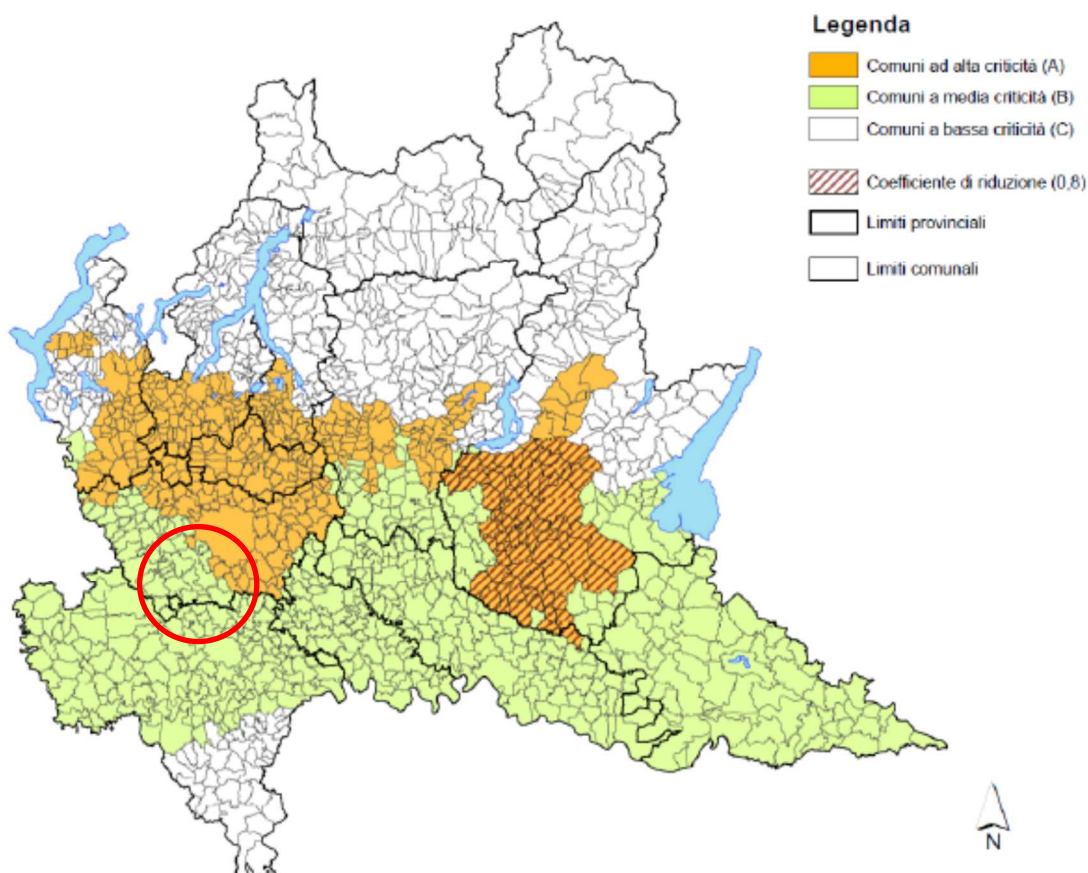 Legenda
Comuni ad alta criticità (A)
Comuni a media criticità (B)
Comuni a bassa criticità (C)
Coefficiente di riduzione (0,8)
Limiti provinciali
Limiti comunali
N